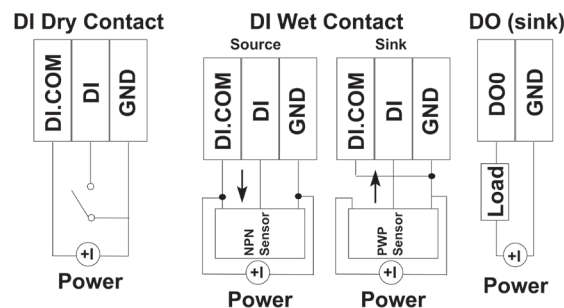 DI Dry Contact
DI.COM
DI
GND
Power
DI Wet Contact
Source
DI.COM
DI
GND
NPN
Sensor
Power
Sink
DI.COM
DI
GND
PWP
Sensor
Power
DO (sink)
DO0
GND
Load
Power